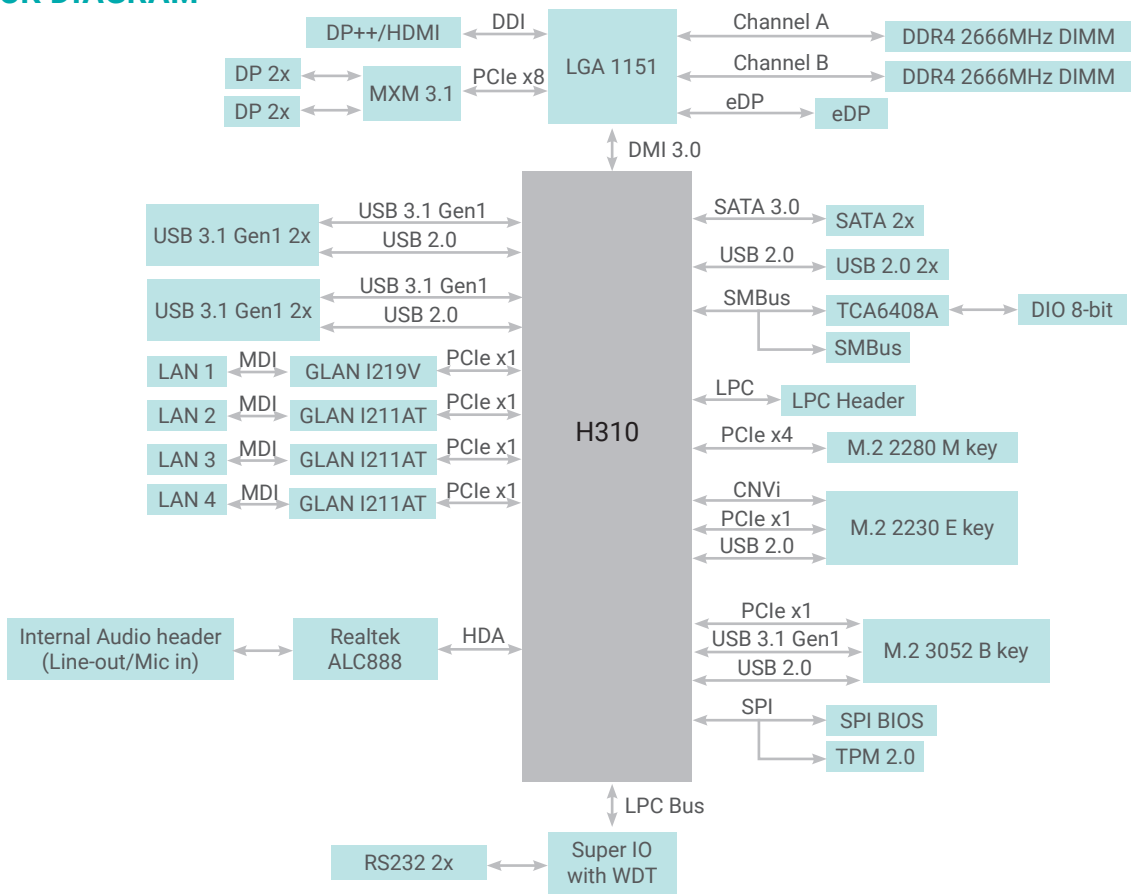 DIAGRAM
DP++/HDMI
DDI
LGA 1151
Channel A
DDR4 2666MHz DIMM
DP 2x
MXM 3.1
PCIe x8
Channel B
DDR4 2666MHz DIMM
DP 2x
eDP
eDP
DMI 3.0
H310
USB 3.1 Gen1 2x
USB 3.1 Gen1
USB 2.0
USB 3.1 Gen1 2x
USB 3.1 Gen1
USB 2.0
LAN 1
MDI
GLAN I219V
PCIe x1
LAN 2
MDI
GLAN I211AT
PCIe x1
LAN 3
MDI
GLAN I211AT
PCIe x1
LAN 4
MDI
GLAN I211AT
PCIe x1
Internal Audio header
(Line-out/Mic in)
Realtek
ALC888
HDA
SATA 3.0
SATA 2x
USB 2.0
USB 2.0 2x
SMBus
TCA6408A
DIO 8-bit
SMBus
LPC
LPC Header
PCIe x4
M.2 2280 M key
CNVi
PCIe x1
USB 2.0
M.2 2230 E key
PCIe x1
USB 3.1 Gen1
USB 2.0
M.2 3052 B key
SPI
SPI BIOS
TPM 2.0
LPC Bus
RS232 2x
Super IO
with WDT